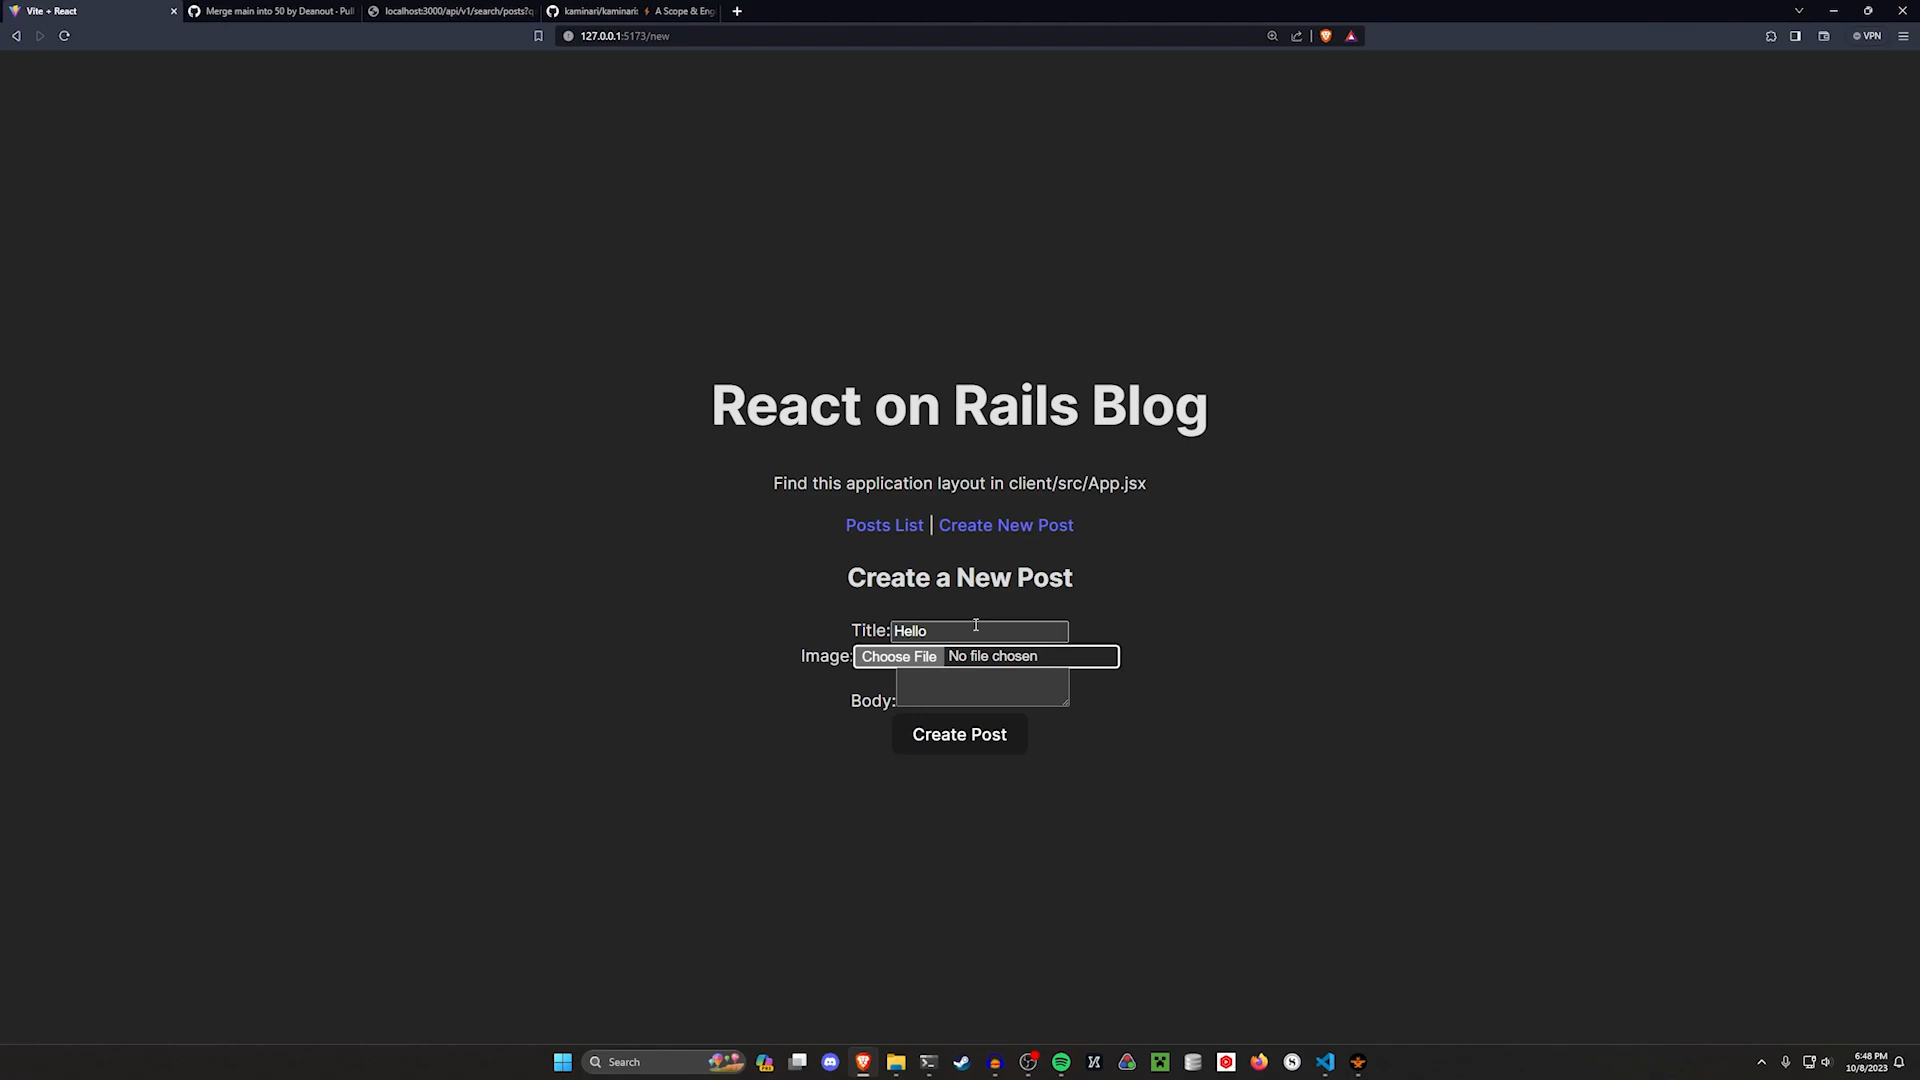 Vite + React
Merge main into 50 by Deanout · Pull
localhost:3000/api/v1/search/posts?q
kaminari/kaminari: ⚡ A Scope & Eng
127.0.0.1:5173/new
VPN
React on Rails Blog
Find this application layout in client/src/App.jsx
Posts List | Create New Post
Create a New Post
Title: Hello
Image: Choose File No file chosen
Body:
Create Post
Search
6:48 PM
10/8/2023